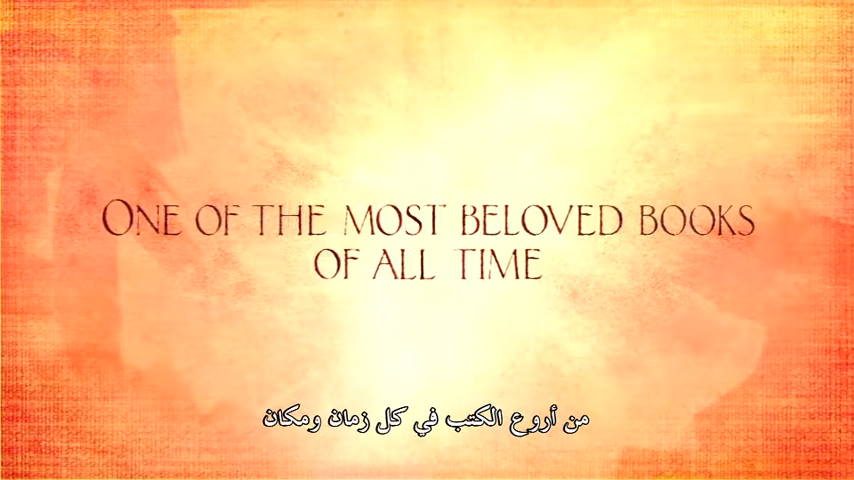 ONE OF THE MOST BELOVED BOOKS
OF ALL TIME
من أروع الكتب في كل زمان ومكان